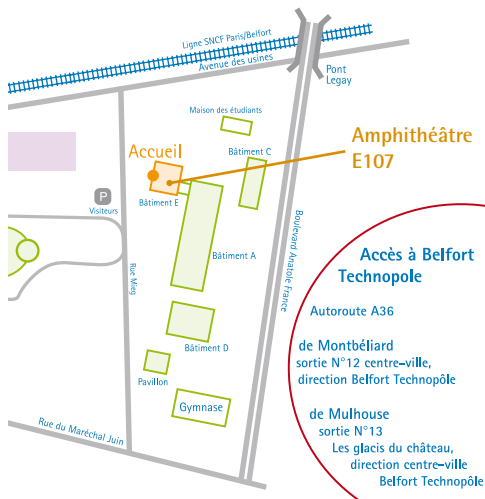 Ligne SNCF Paris/Belfort
Avenue des usines
Pont
Legay
Maison des étudiants
Amphithéâtre
E107
Accueil
Bâtiment C
P
Visiteurs
Bâtiment E
Bâtiment A
Boulevard Anatole France
Rue Mieg
Bâtiment D
Pavillon
Gymnase
Rue du Maréchal Juin
Accès à Belfort
Technopole
Autoroute A36
de Montbéliard
sortie N°12 centre-ville,
direction Belfort Technopôle
de Mulhouse
sortie N°13
Les glacis du château,
direction centre-ville
Belfort Technopôle